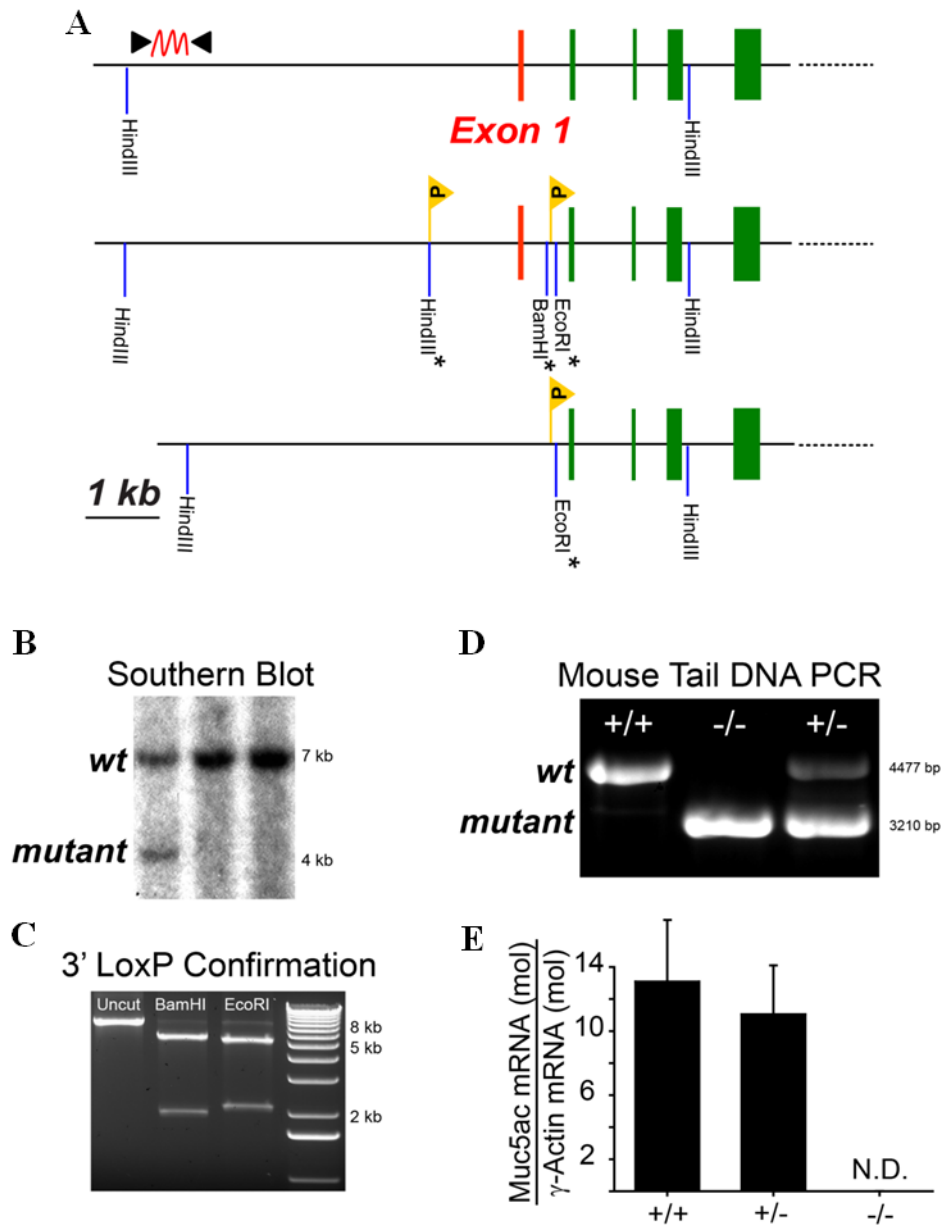 A
HindIII
Exon 1
HindIII
P
P
HindIII
HindIII*
BamHI*
EcoRI*
HindIII
P
1 kb
HindIII
EcoRI*
HindIII
B
Southern Blot
wt
7 kb
mutant
4 kb
C
3' LoxP Confirmation
Uncut BamHI EcoRI
8 kb
5 kb
2 kb
D
Mouse Tail DNA PCR
+/+ -/- +/-
wt
4477 bp
mutant
3210 bp
E
Muc5ac mRNA (mol)
γ-Actin mRNA (mol)
14
10
6
2
N.D.
+/+ +/- -/-